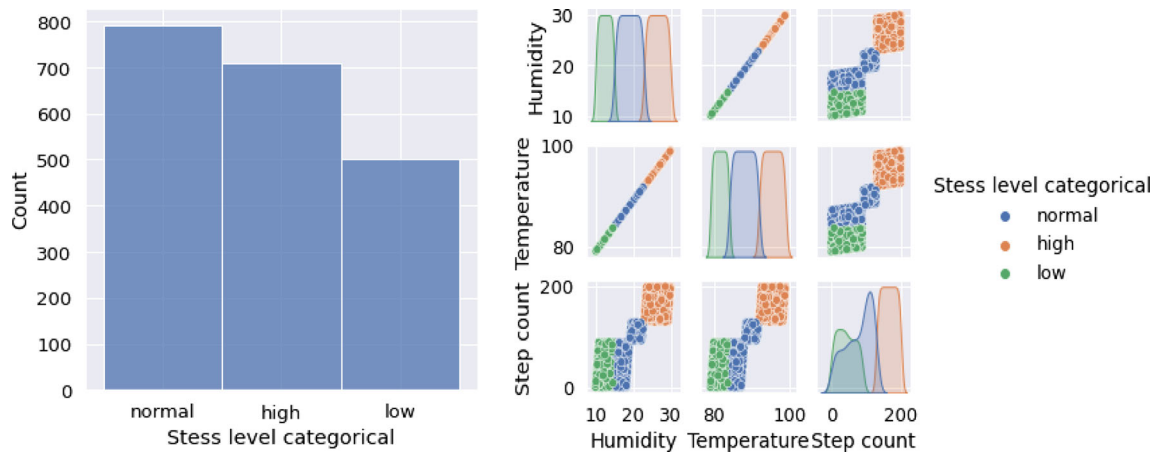 800
700
600
500
400
300
200
100
0
Count
normal high low
Stess level categorical
30
20
10
Humidity
100
80
Temperature
200
0
Step count
10 20 30
80 100
0 200
Humidity Temperature Step count
Stess level categorical
normal
high
low